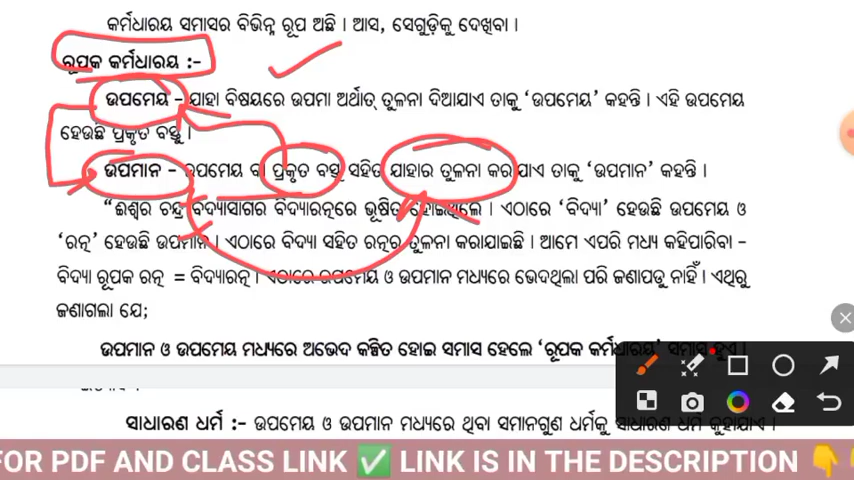 କର୍ମଧାରୟ ସମାସର ବିଭିନ୍ନ ରୂପ ଅଛି । ଆସ, ସେଗୁଡ଼ିକୁ ଦେଖିବା ।
ରୂପକ କର୍ମଧାରୟ :-
ଉପମେୟ - ଯାହା ବିଷୟରେ ଉପମା ଅର୍ଥାତ୍ ତୁଳନା ଦିଆଯାଏ ତାକୁ ‘ଉପମେୟ’ କହନ୍ତି । ଏହି ଉପମେୟ
ହେଉଛି ପ୍ରକୃତ ବସ୍ତୁ ।
ଉପମାନ - ଉପମେୟ ବା ପ୍ରକୃତ ବସ୍ତୁ ସହିତ ଯାହାର ତୁଳନା କରାଯାଏ ତାକୁ ‘ଉପମାନ’ କହନ୍ତି ।
“ଈଶ୍ୱର ଚନ୍ଦ୍ର ବିଦ୍ୟାସାଗର ବିଦ୍ୟାରତ୍ନରେ ଭୂଷିତ ହୋଇଥିଲେ । ଏଠାରେ ‘ବିଦ୍ୟା’ ହେଉଛି ଉପମେୟ ଓ
‘ରତ୍ନ’ ହେଉଛି ଉପମାନ । ଏଠାରେ ବିଦ୍ୟା ସହିତ ରତ୍ନର ତୁଳନା କରାଯାଇଛି । ଆମେ ଏପରି ମଧ୍ୟ କହିପାରିବା -
ବିଦ୍ୟା ରୂପକ ରତ୍ନ = ବିଦ୍ୟାରତ୍ନ । ଏଠାରେ ଉପମେୟ ଓ ଉପମାନ ମଧ୍ୟରେ ଭେଦଥିଲା ପରି ଜଣାପଡୁ ନାହିଁ । ଏଥିରୁ
ଜଣାଗଲା ଯେ;
ଉପମାନ ଓ ଉପମେୟ ମଧ୍ୟରେ ଅଭେଦ କଳ୍ପିତ ହୋଇ ସମାସ ହେଲେ ‘ରୂପକ କର୍ମଧାରୟ’ ସମାସ ହୁଏ ।
ସାଧାରଣ ଧର୍ମ :- ଉପମେୟ ଓ ଉପମାନ ମଧ୍ୟରେ ଥିବା ସମାନଗୁଣ ଧର୍ମକୁ ସାଧାରଣ ଧର୍ମ କୁହାଯାଏ ।
FOR PDF AND CLASS LINK ✅ LINK IS IN THE DESCRIPTION 👇